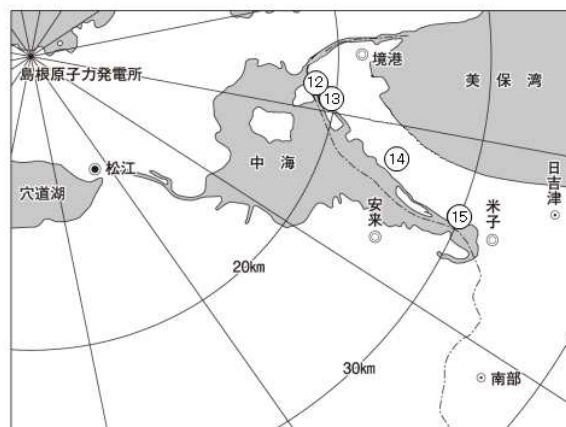 島根原子力発電所
境港
美保湾
⑫
⑬
中海
⑭
松江
穴道湖
日吉津
⑮
米子
安来
20km
30km
南部